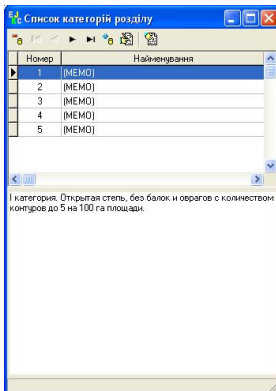 Список категорій розділу
Номер Найменування
1 (MEMO)
2 (MEMO)
3 (MEMO)
4 (MEMO)
5 (MEMO)
I категория. Открытая степь, без балок и оврагов с количеством
контуров до 5 на 100 га площади.